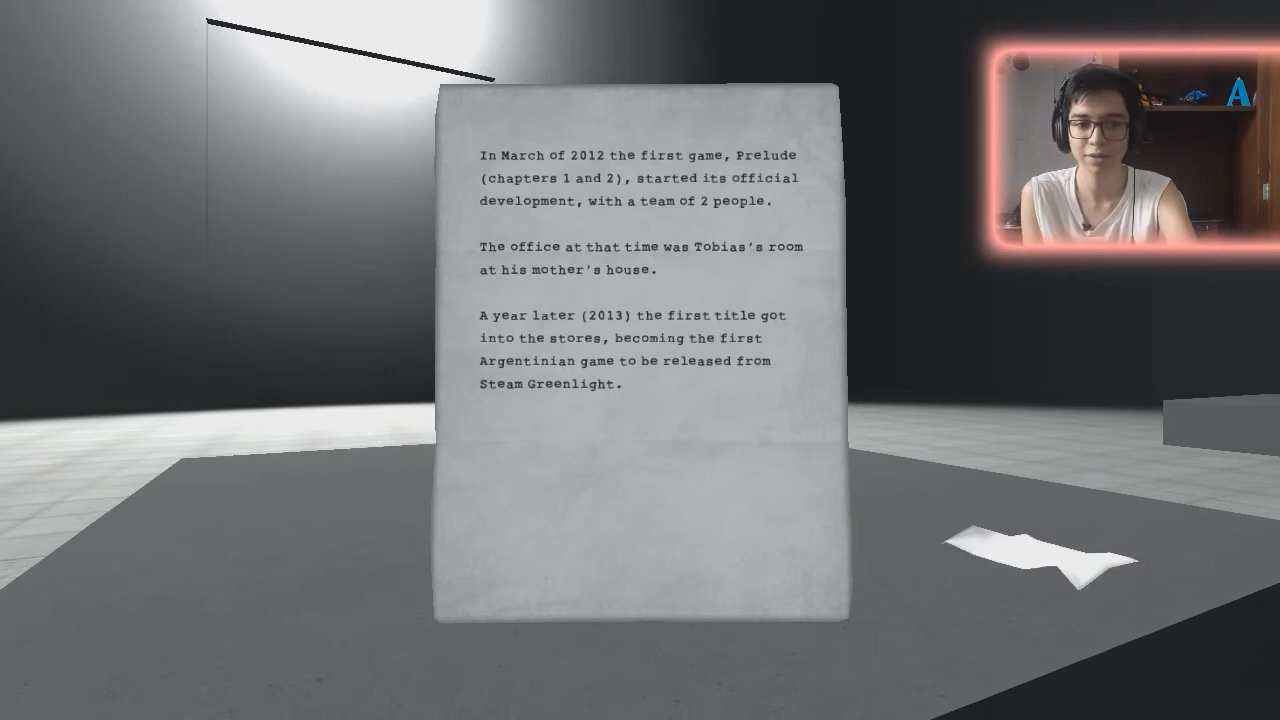 In March of 2012 the first game, Prelude
(chapters 1 and 2), started its official
development, with a team of 2 people.
The office at that time was Tobias's room
at his mother's house.
A year later (2013) the first title got
into the stores, becoming the first
Argentinian game to be released from
Steam Greenlight.
A